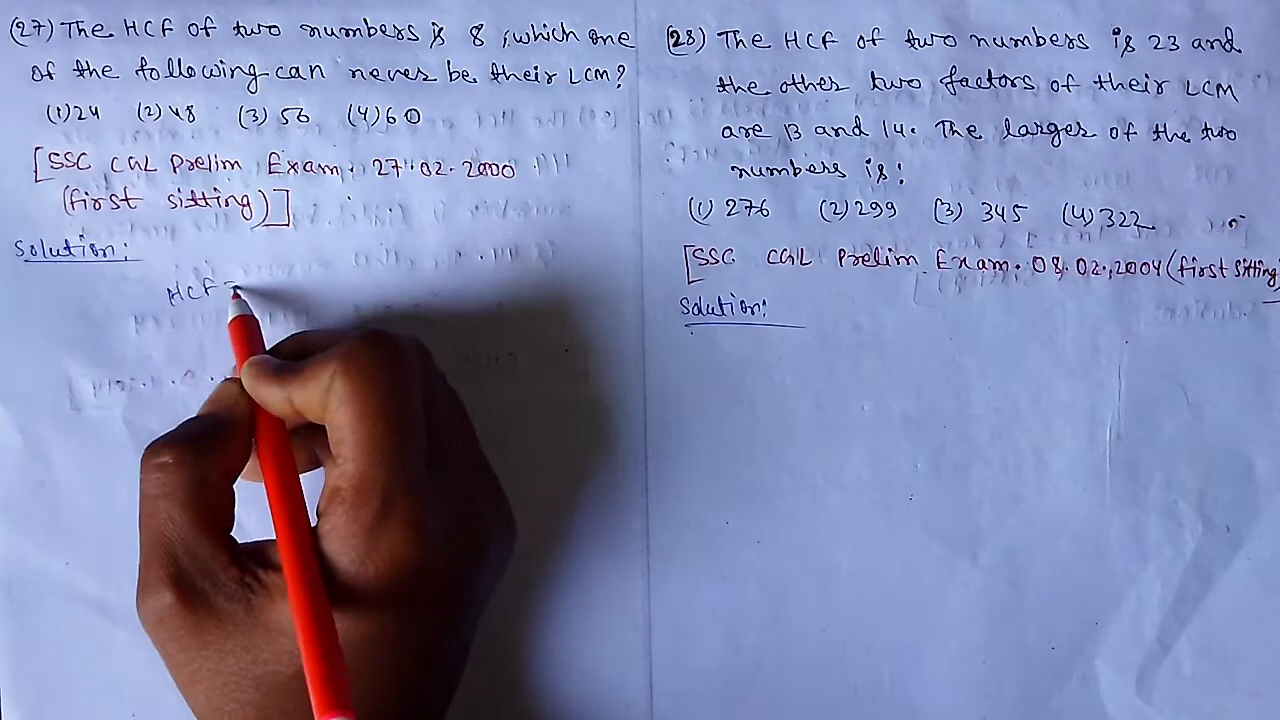 (27) The HCF of two numbers is 8, which one
of the following can never be their LCM?
(1) 24 (2) 48 (3) 56 (4) 60
[SSC CGL Prelim Exam. 27.02.2000
(first sitting)]
Solution:
HCF =
(28) The HCF of two numbers is 23 and
the other two factors of their LCM
are 13 and 14. The larger of the two
numbers is:
(1) 276 (2) 299 (3) 345 (4) 322
[SSC CGL Prelim Exam. 08.02.2004 (first sitting)
Solution: